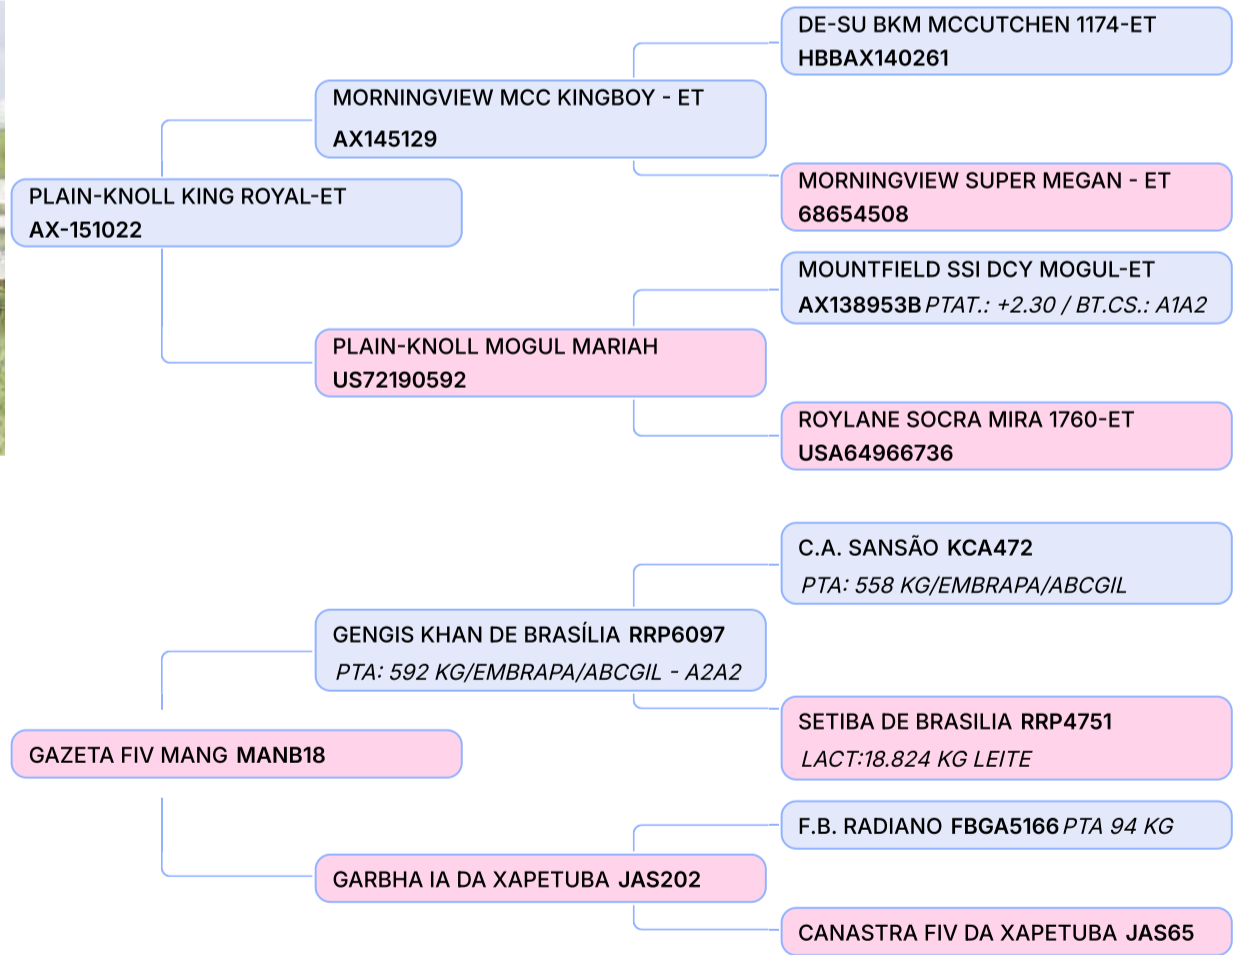 DE-SU BKM MCCUTCHEN 1174-ET
HBBAX140261
MORNINGVIEW MCC KINGBOY - ET
AX145129
MORNINGVIEW SUPER MEGAN - ET
68654508
PLAIN-KNOLL KING ROYAL-ET
AX-151022
MOUNTFIELD SSI DCY MOGUL-ET
AX138953B PTAT.: +2.30 / BT.CS.: A1A2
PLAIN-KNOLL MOGUL MARIAH
US72190592
ROYLANE SOCRA MIRA 1760-ET
USA64966736
C.A. SANSÃO KCA472
PTA: 558 KG/EMBRAPA/ABCGIL
GENGIS KHAN DE BRASÍLIA RRP6097
PTA: 592 KG/EMBRAPA/ABCGIL - A2A2
SETIBA DE BRASILIA RRP4751
LACT:18.824 KG LEITE
GAZETA FIV MANG MANB18
F.B. RADIANO FBGA5166 PTA 94 KG
GARBHA IA DA XAPETUBA JAS202
CANASTRA FIV DA XAPETUBA JAS65